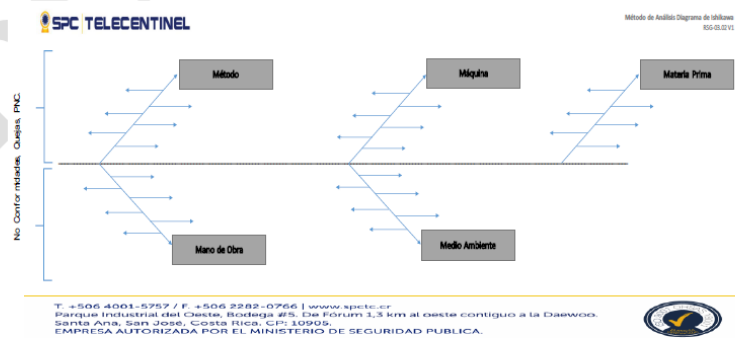 SPC TELECENTINEL
Método de Análisis Diagrama de Ishikawa
RSG-03.02 V1
Método
Máquina
Materia Prima
No Conformidades, Quejas, PNC.
Mano de Obra
Medio Ambiente
T. +506 4001-5757 / F. +506 2282-0766 | www.spctc.cr
Parque Industrial del Oeste, Bodega #5. De Fórum 1,3 km al oeste contiguo a la Daewoo.
Santa Ana, San José, Costa Rica. CP: 10905.
EMPRESA AUTORIZADA POR EL MINISTERIO DE SEGURIDAD PUBLICA.